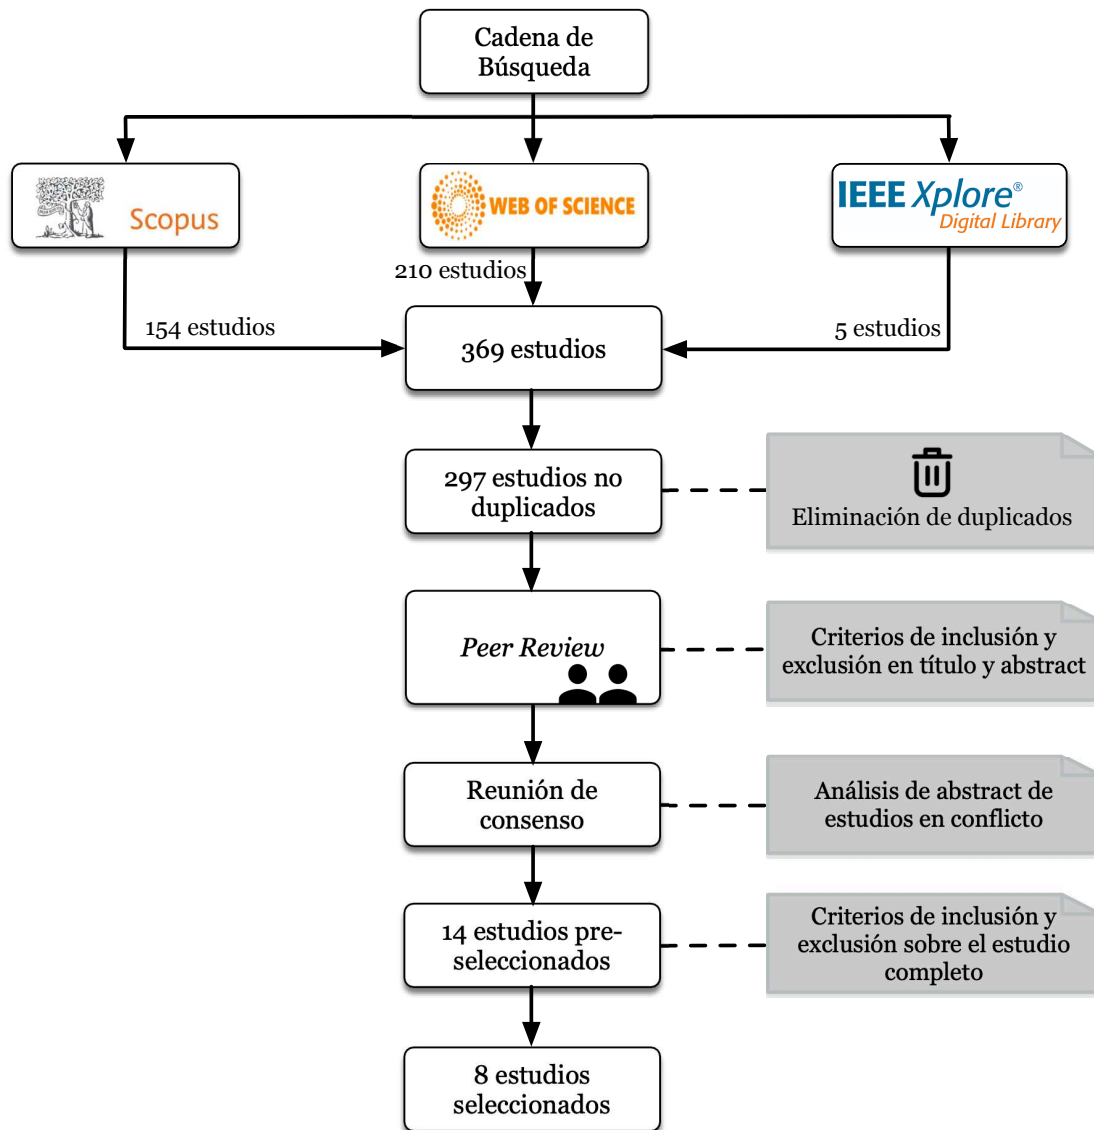 Cadena de
Búsqueda
Scopus
WEB OF SCIENCE
IEEE Xplore®
Digital Library
210 estudios
154 estudios
5 estudios
369 estudios
297 estudios no
duplicados
Eliminación de duplicados
Peer Review
Criterios de inclusión y
exclusión en título y abstract
Reunión de
consenso
Análisis de abstract de
estudios en conflicto
14 estudios pre-
seleccionados
Criterios de inclusión y
exclusión sobre el estudio
completo
8 estudios
seleccionados